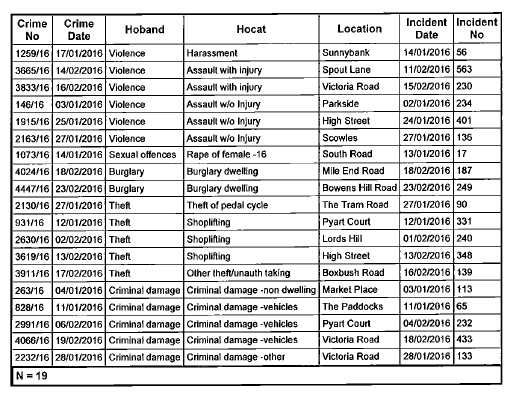 Crime No Crime Date Hoband Hocat Location Incident Date Incident No
1259/16 17/01/2016 Violence Harassment Sunnybank 14/01/2016 56
3665/16 14/02/2016 Violence Assault with injury Spout Lane 11/02/2016 563
3833/16 16/02/2016 Violence Assault with injury Victoria Road 15/02/2016 230
146/16 03/01/2016 Violence Assault w/o Injury Parkside 02/01/2016 234
1915/16 25/01/2016 Violence Assault w/o Injury High Street 24/01/2016 401
2163/16 27/01/2016 Violence Assault w/o Injury Scowles 27/01/2016 135
1073/16 14/01/2016 Sexual offences Rape of female -16 South Road 13/01/2016 17
4024/16 18/02/2016 Burglary Burglary dwelling Mile End Road 18/02/2016 187
4447/16 23/02/2016 Burglary Burglary dwelling Bowens Hill Road 23/02/2016 249
2130/16 27/01/2016 Theft Theft of pedal cycle The Tram Road 27/01/2016 90
931/16 12/01/2016 Theft Shoplifting Pyart Court 12/01/2016 331
2630/16 02/02/2016 Theft Shoplifting Lords Hill 01/02/2016 240
3619/16 13/02/2016 Theft Shoplifting High Street 13/02/2016 348
3911/16 17/02/2016 Theft Other theft/unauth taking Boxbush Road 16/02/2016 139
263/16 04/01/2016 Criminal damage Criminal damage -non dwelling Market Place 03/01/2016 113
828/16 11/01/2016 Criminal damage Criminal damage -vehicles The Paddocks 11/01/2016 65
2991/16 06/02/2016 Criminal damage Criminal damage -vehicles Pyart Court 04/02/2016 232
4066/16 19/02/2016 Criminal damage Criminal damage -vehicles Victoria Road 18/02/2016 433
2232/16 28/01/2016 Criminal damage Criminal damage -other Victoria Road 28/01/2016 133
N = 19